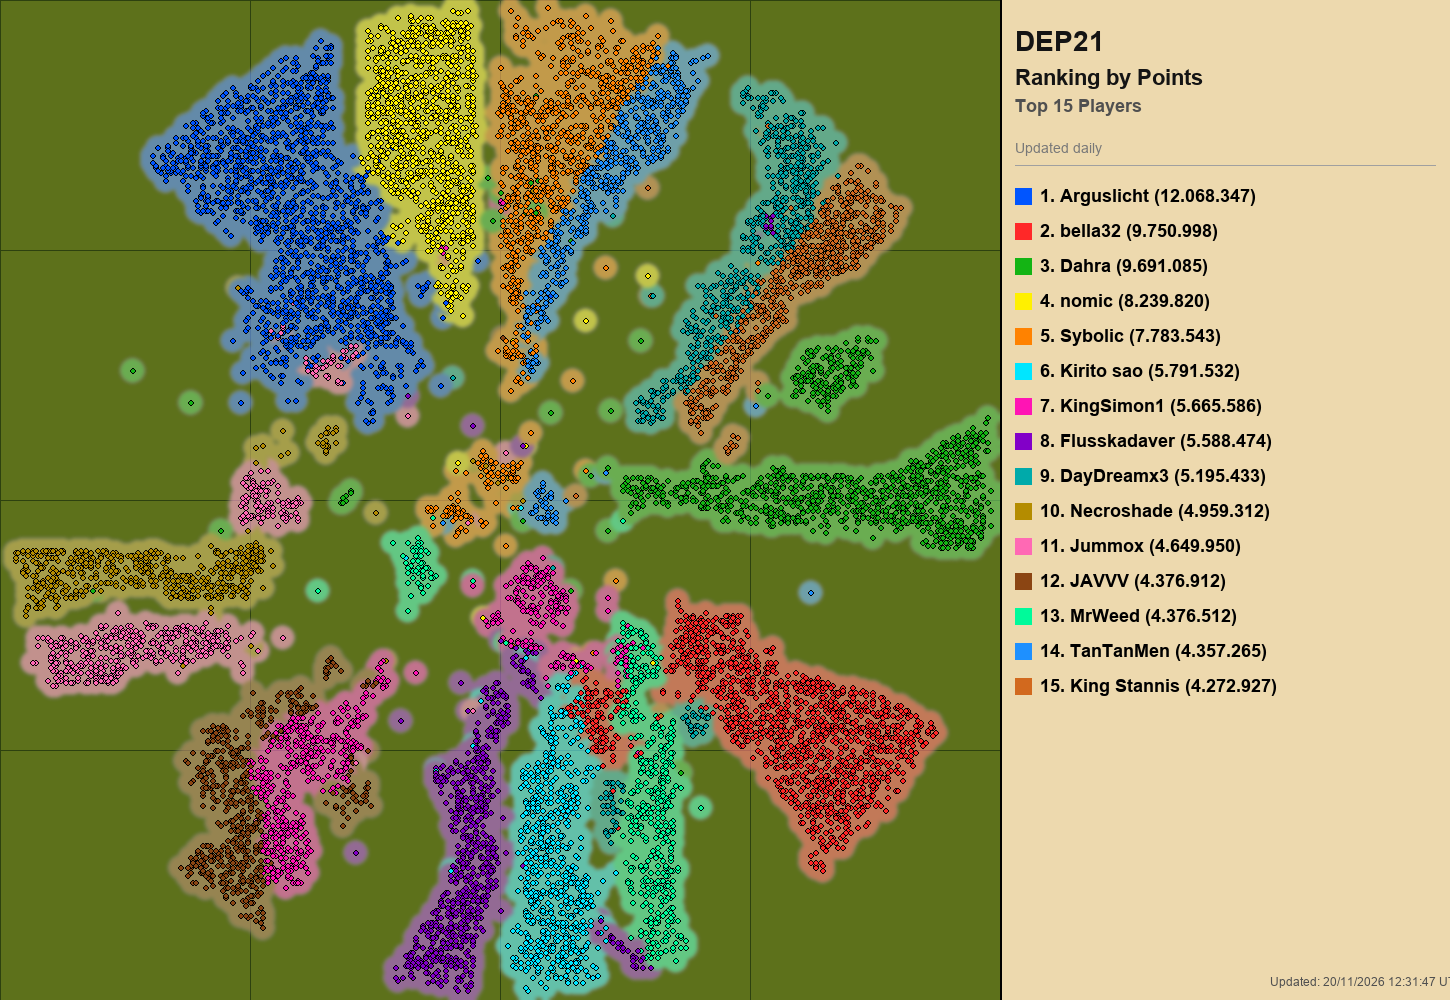 DEP21
Ranking by Points
Top 15 Players
Updated daily
1. Arguslicht (12.068.347)
2. bella32 (9.750.998)
3. Dahra (9.691.085)
4. nomic (8.239.820)
5. Sybolic (7.783.543)
6. Kirito sao (5.791.532)
7. KingSimon1 (5.665.586)
8. Flusskadaver (5.588.474)
9. DayDreamx3 (5.195.433)
10. Necroshade (4.959.312)
11. Jummox (4.649.950)
12. JAVVV (4.376.912)
13. MrWeed (4.376.512)
14. TanTanMen (4.357.265)
15. King Stannis (4.272.927)
Updated: 20/11/2026 12:31:47